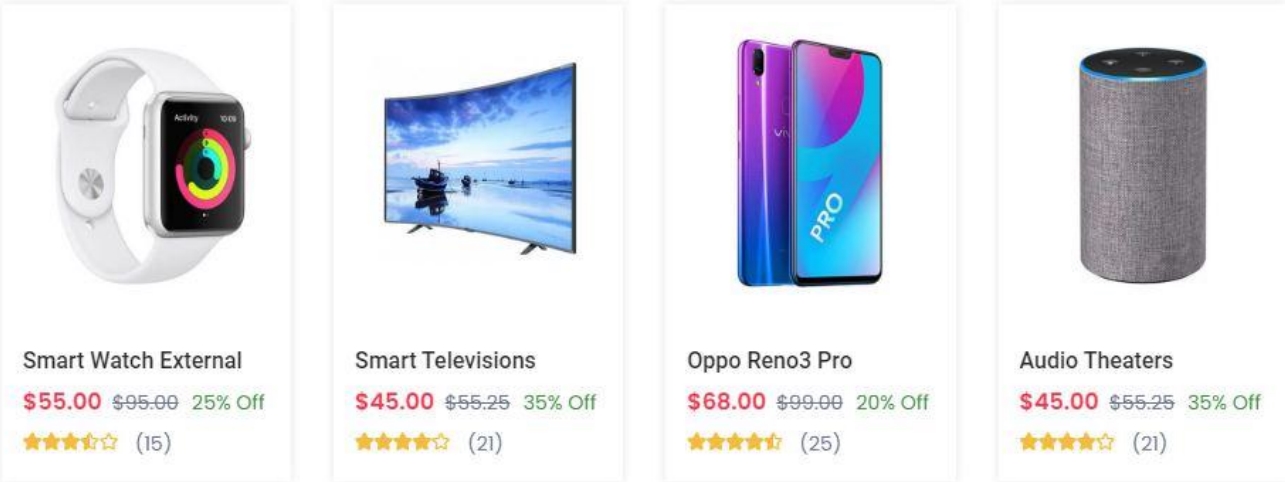 Activity 10:09
VIV
PRO
Smart Watch External
$55.00 $95.00 25% Off
(15)
Smart Televisions
$45.00 $55.25 35% Off
(21)
Oppo Reno3 Pro
$68.00 $99.00 20% Off
(25)
Audio Theaters
$45.00 $55.25 35% Off
(21)